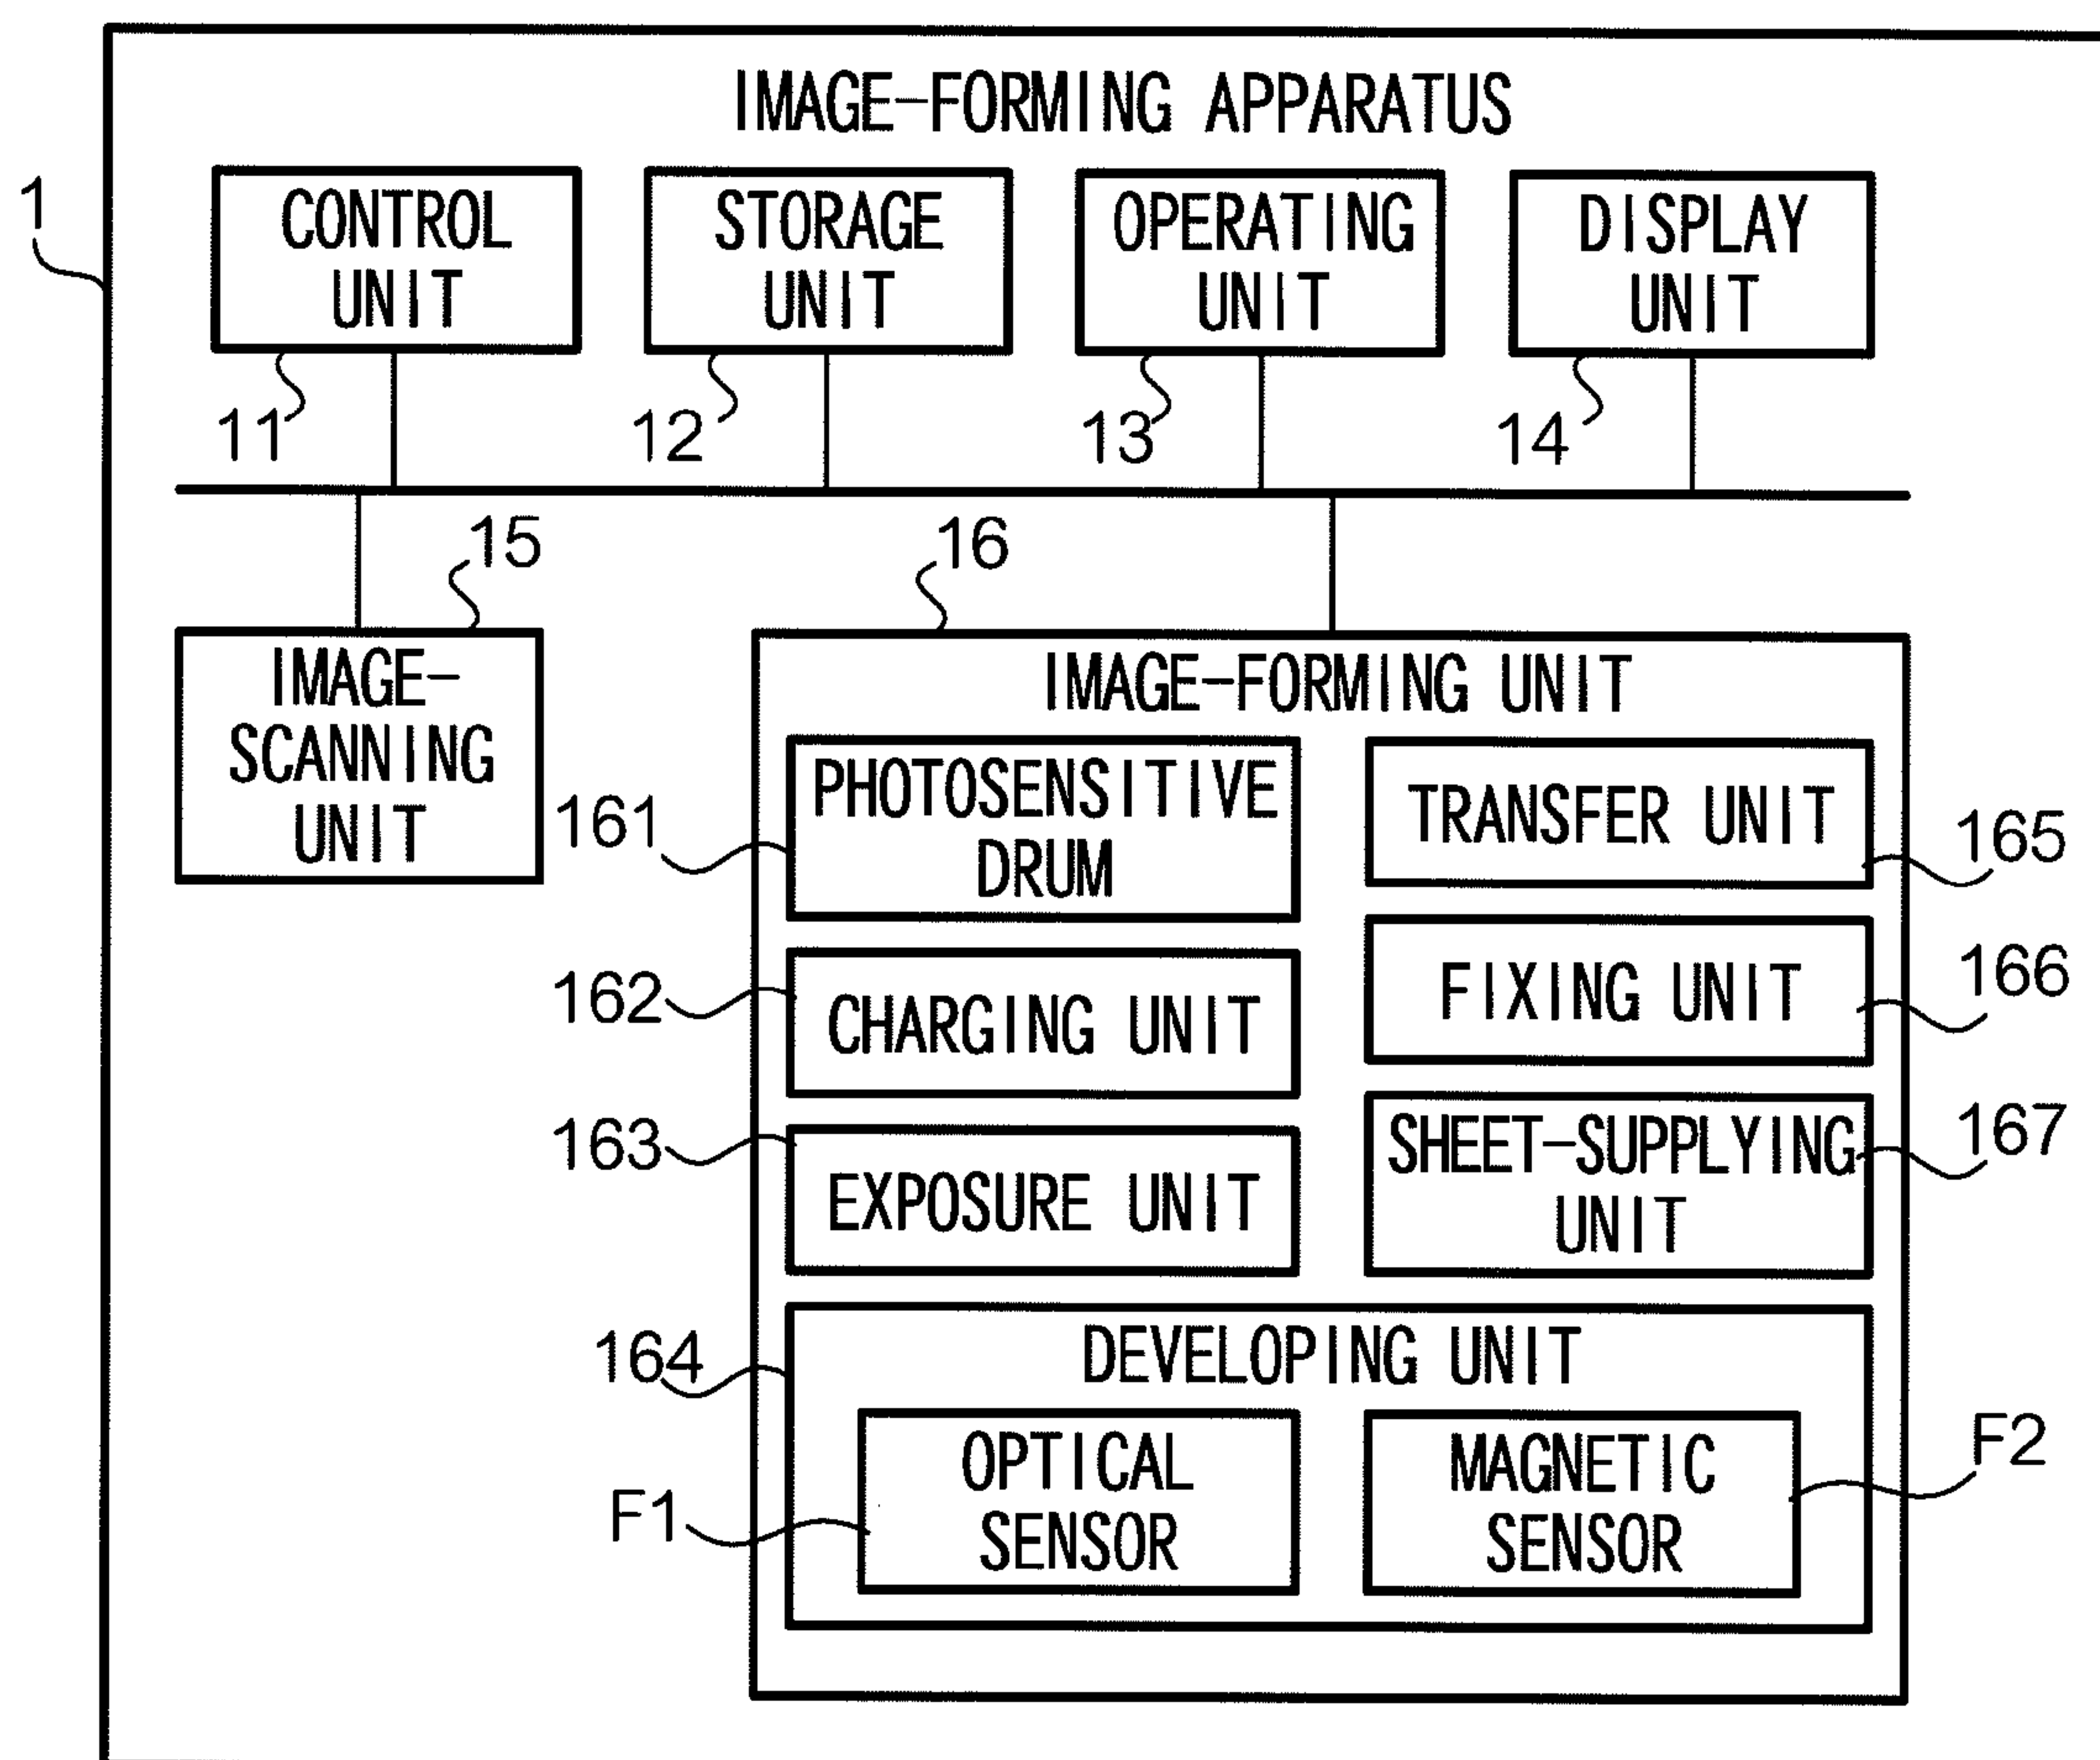 IMAGE-FORMING APPARATUS
1
CONTROL
UNIT
STORAGE
UNIT
OPERATING
UNIT
DISPLAY
UNIT
11
12
13
14
15
16
IMAGE-
SCANNING
UNIT
IMAGE-FORMING UNIT
161
PHOTOSENSITIVE
DRUM
TRANSFER UNIT
165
162
CHARGING UNIT
FIXING UNIT
166
163
EXPOSURE UNIT
SHEET-SUPPLYING
UNIT
167
164
DEVELOPING UNIT
F1
OPTICAL
SENSOR
MAGNETIC
SENSOR
F2